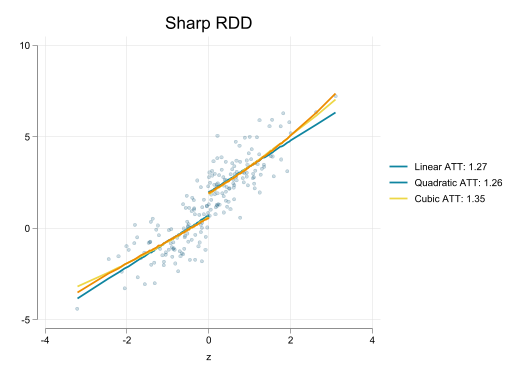 Sharp RDD
10
5
0
-5
-4
-2
0
2
4
z
Linear ATT: 1.27
Quadratic ATT: 1.26
Cubic ATT: 1.35